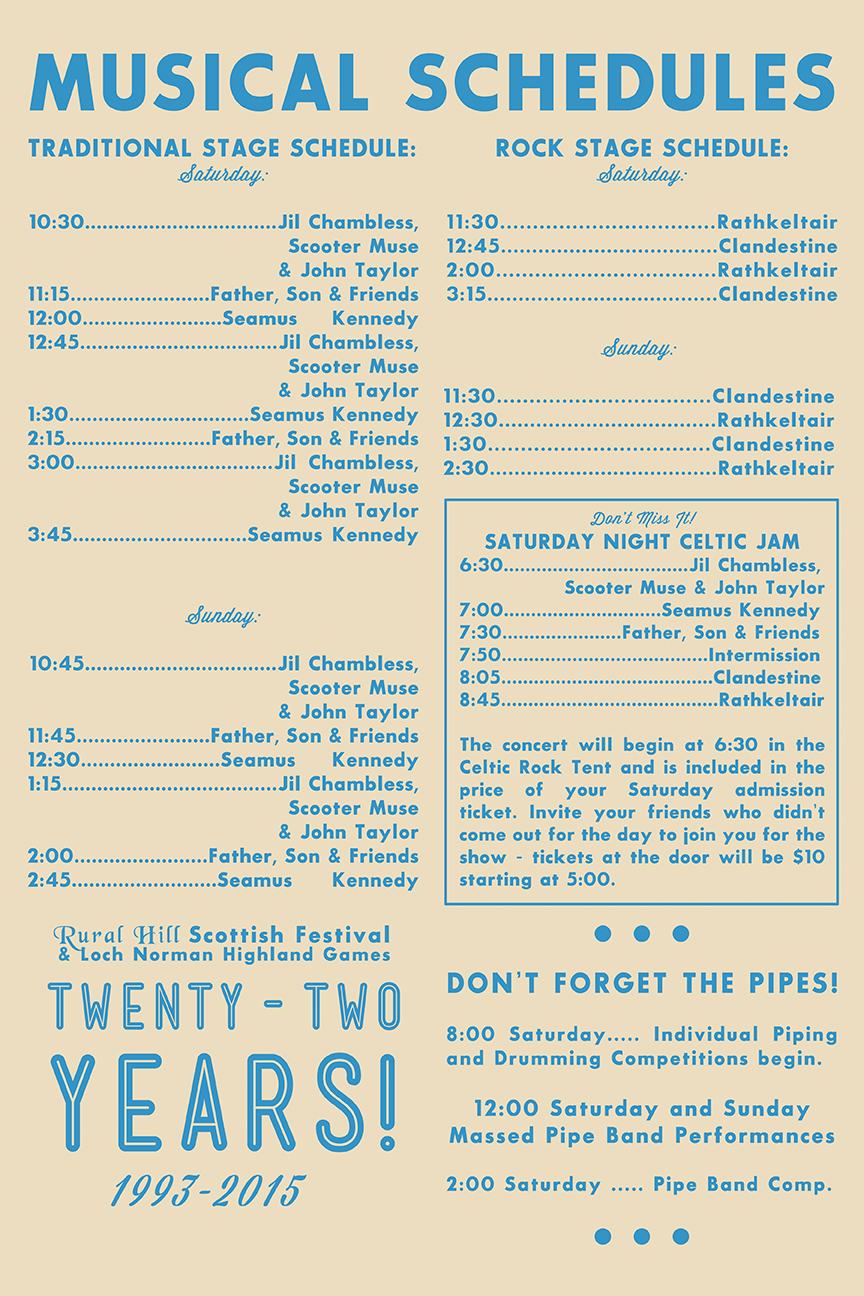 MUSICAL SCHEDULES
TRADITIONAL STAGE SCHEDULE:
Saturday:
10:30..............................Jil Chambless,
Scooter Muse
& John Taylor
11:15......................Father, Son & Friends
12:00......................Seamus Kennedy
12:45...............................Jil Chambless,
Scooter Muse
& John Taylor
1:30............................Seamus Kennedy
2:15.......................Father, Son & Friends
3:00...............................Jil Chambless,
Scooter Muse
& John Taylor
3:45...........................Seamus Kennedy
Sunday:
10:45..............................Jil Chambless,
Scooter Muse
& John Taylor
11:45.....................Father, Son & Friends
12:30......................Seamus Kennedy
1:15..................................Jil Chambless,
Scooter Muse
& John Taylor
2:00.....................Father, Son & Friends
2:45.......................Seamus Kennedy
Rural Hill Scottish Festival
& Loch Norman Highland Games
TWENTY - TWO
YEARS!
1993-2015
ROCK STAGE SCHEDULE:
Saturday:
11:30.................................Rathkeltair
12:45..................................Clandestine
2:00..................................Rathkeltair
3:15....................................Clandestine
Sunday:
11:30.................................Clandestine
12:30..................................Rathkeltair
1:30...................................Clandestine
2:30...................................Rathkeltair
Don't Miss It!
SATURDAY NIGHT CELTIC JAM
6:30..................................Jil Chambless,
Scooter Muse & John Taylor
7:00.............................Seamus Kennedy
7:30......................Father, Son & Friends
7:50......................................Intermission
8:05.......................................Clandestine
8:45........................................Rathkeltair
The concert will begin at 6:30 in the
Celtic Rock Tent and is included in the
price of your Saturday admission
ticket. Invite your friends who didn't
come out for the day to join you for the
show - tickets at the door will be $10
starting at 5:00.
DON'T FORGET THE PIPES!
8:00 Saturday..... Individual Piping
and Drumming Competitions begin.
12:00 Saturday and Sunday
Massed Pipe Band Performances
2:00 Saturday ..... Pipe Band Comp.